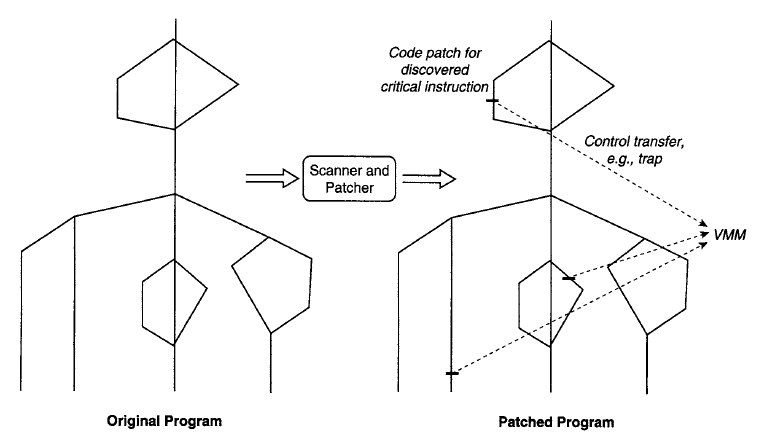 Code patch for
discovered
critical instruction
Control transfer,
e.g., trap
Scanner and
Patcher
VMM
Original Program
Patched Program